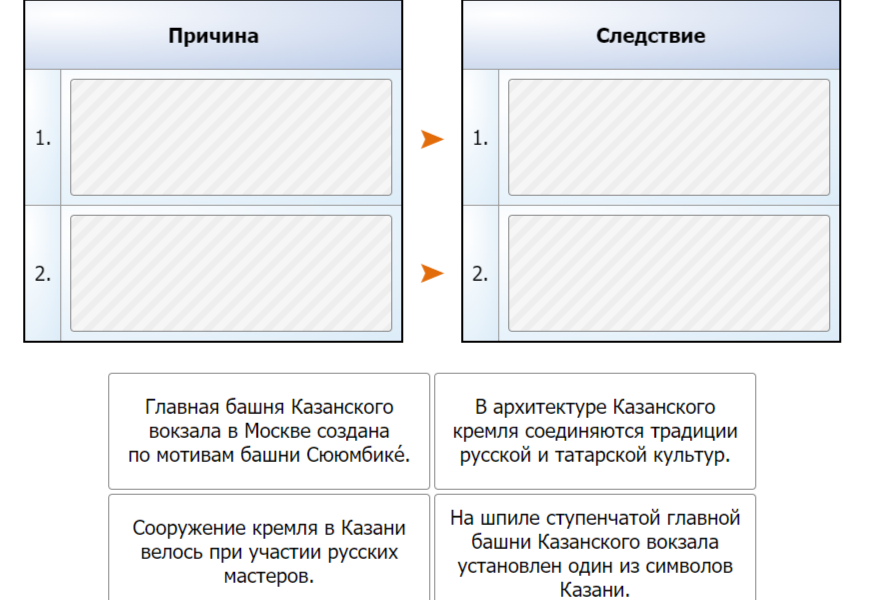 Причина
Следствие
1.
1.
2.
2.
Главная башня Казанского
вокзала в Москве создана
по мотивам башни Сююмбике́.
В архитектуре Казанского
кремля соединяются традиции
русской и татарской культур.
Сооружение кремля в Казани
велось при участии русских
мастеров.
На шпиле ступенчатой главной
башни Казанского вокзала
установлен один из символов
Казани.